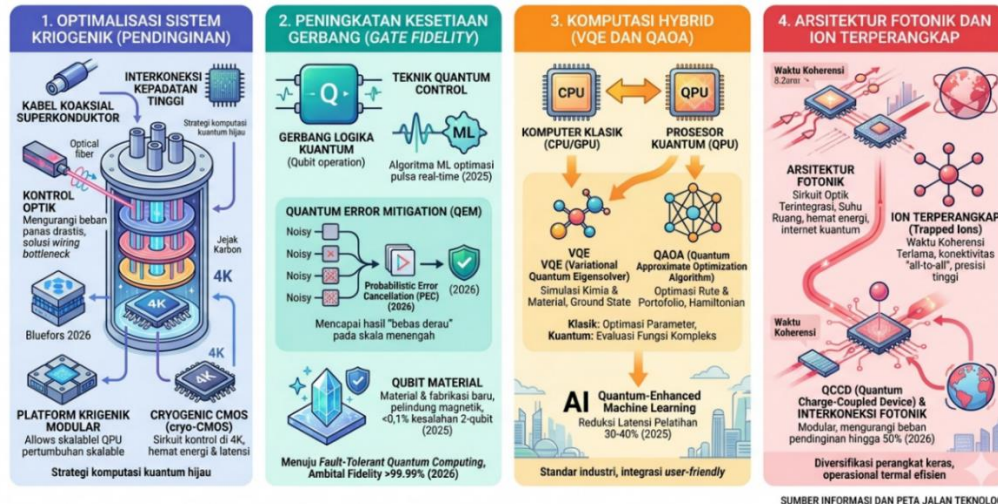 1. OPTIMALISASI SISTEM
KRIOGENIK (PENDINGINAN)
KABEL KOAKSIAL
SUPERKONDUKTOR
INTERKONEKSI
KEPADATAN
TINGGI
Strategi komputasi
kuantum hijau
Optical
fiber
KONTROL
OPTIK
Mengurangi beban
panas drastis,
solusi wiring
bottleneck
Jejak
Karbon
4K
4K
Bluefors 2026
4K
4K
PLATFORM KRIGENIK
MODULAR
Allows skalablel QPU
pertumbuhan skalable
CRYOGENIC CMOS
(cryo-CMOS)
Sirkuit kontrol di 4K,
hemat energi & latensi
Strategi komputasi kuantum hijau
2. PENINGKATAN KESETIAAN
GERBANG (GATE FIDELITY)
Q
GERBANG LOGIKA
KUANTUM
(Qubit operation)
TEKNIK QUANTUM
CONTROL
ML
Algoritma ML optimasi
pulsa real-time (2025)
QUANTUM ERROR MITIGATION (QEM)
Noisy
Noisy
Noisy
Noisy
Probabilistic Error
Cancellation (PEC)
(2026)
(2026)
Mencapai hasil "bebas derau"
pada skala menengah
QUBIT MATERIAL
Material & fabrikasi baru,
pelindung magnetik,
<0,1% kesalahan 2-qubit
(2025)
Menuju Fault-Tolerant Quantum Computing,
Ambital Fidelity >99.99% (2026)
3. KOMPUTASI HYBRID
(VQE DAN QAOA)
CPU
QPU
KOMPUTER KLASIK
(CPU/GPU)
PROSESOR
KUANTUM (QPU)
VQE
VQE (Variational
Quantum Eigensolver)
Simulasi Kimia &
Material, Ground State
QAOA (Quantum
Approximate Optimization
Algorithm)
Optimasi Rute &
Portofolio, Hamiltonian
Klasik: Optimasi Parameter,
Kuantum: Evaluasi Fungsi Kompleks
AI
Quantum-Enhanced
Machine Learning
Reduksi Latensi Pelatihan
30-40% (2025)
Standar industri, integrasi user-friendly
4. ARSITEKTUR FOTONIK DAN
ION TERPERANGKAP
Waktu Koherensi
ARSITEKTUR
FOTONIK
Sirkuit Optik
Terintegrasi, Suhu
Ruang, hemat energi,
internet kuantum
ION TERPERANGKAP
(Trapped Ions)
Waktu Koherensi
Terlama, konektivitas
"all-to-all", presisi
tinggi
Waktu
Koherensi
QCCD (Quantum
Charge-Coupled Device) &
INTERKONEKSI FOTONIK
Modular, mengurangi beban
pendinginan hingga 50% (2026)
Diversifikasi perangkat keras,
operasional termal efisien
SUMBER INFORMASI DAN PETA JALAN TEKNOLOGI